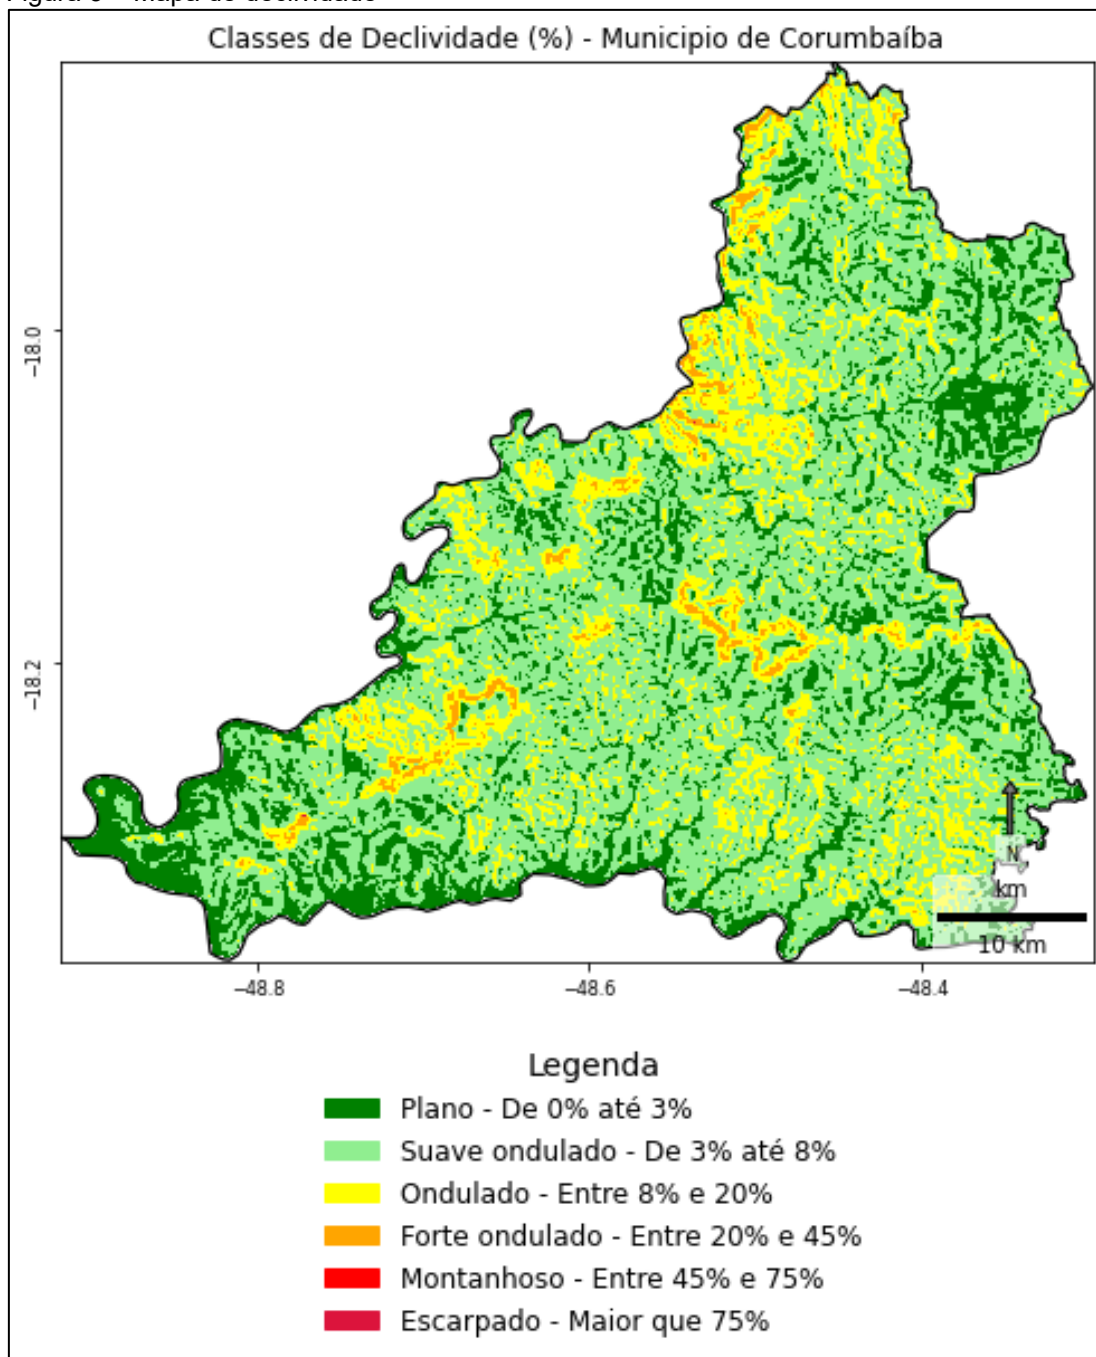 Classes de Declividade (%) - Municipio de Corumbaíba
−18.0
−18.2
N
km
10 km
−48.8
−48.6
−48.4
Legenda
Plano - De 0% até 3%
Suave ondulado - De 3% até 8%
Ondulado - Entre 8% e 20%
Forte ondulado - Entre 20% e 45%
Montanhoso - Entre 45% e 75%
Escarpado - Maior que 75%